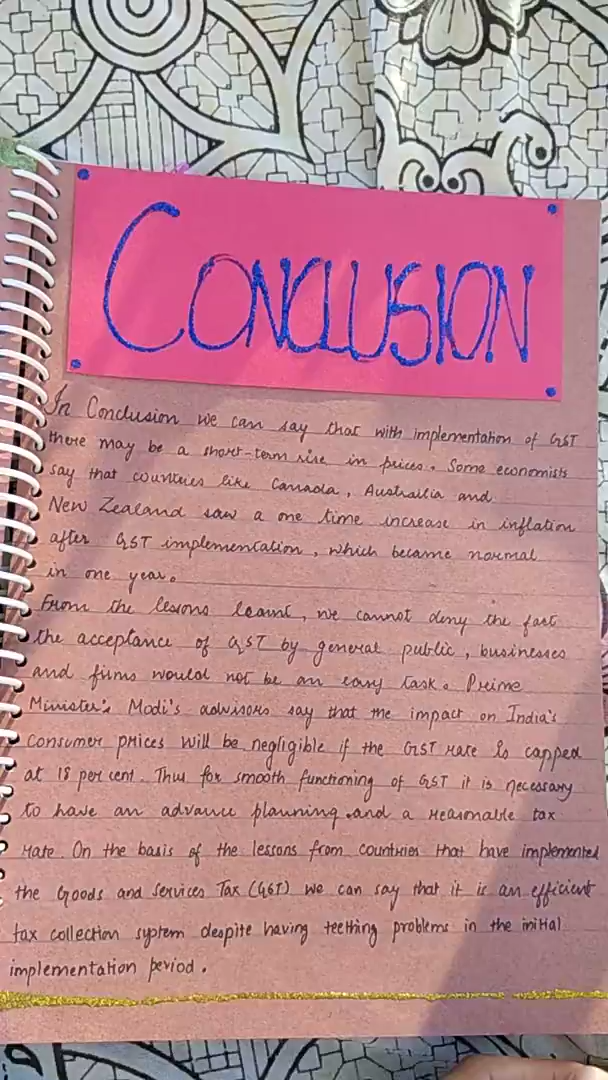 CONCLUSION
In Conclusion we can say that with implementation of GST
there may be a short-term rise in prices. Some economists
say that countries like Canada, Australia and
New Zealand saw a one time increase in inflation
after GST implementation, which became normal
in one year.
From the lessons learnt, we cannot deny the fact
the acceptance of GST by general public, businesses
and firms would not be an easy task. Prime
Minister's Modi's advisors say that the impact on India's
consumer prices will be negligible if the GST rate is capped
at 18 per cent. Thus for smooth functioning of GST it is necessary
to have an advance planning and a reasonable tax
rate. On the basis of the lessons from countries that have implemented
the Goods and Services Tax (GST) we can say that it is an efficient
tax collection system despite having teething problems in the initial
implementation period.